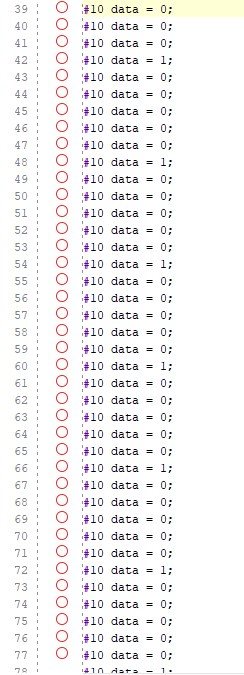 39 #10 data = 0;
40 #10 data = 0;
41 #10 data = 0;
42 #10 data = 1;
43 #10 data = 0;
44 #10 data = 0;
45 #10 data = 0;
46 #10 data = 0;
47 #10 data = 0;
48 #10 data = 1;
49 #10 data = 0;
50 #10 data = 0;
51 #10 data = 0;
52 #10 data = 0;
53 #10 data = 0;
54 #10 data = 1;
55 #10 data = 0;
56 #10 data = 0;
57 #10 data = 0;
58 #10 data = 0;
59 #10 data = 0;
60 #10 data = 1;
61 #10 data = 0;
62 #10 data = 0;
63 #10 data = 0;
64 #10 data = 0;
65 #10 data = 0;
66 #10 data = 1;
67 #10 data = 0;
68 #10 data = 0;
69 #10 data = 0;
70 #10 data = 0;
71 #10 data = 0;
72 #10 data = 1;
73 #10 data = 0;
74 #10 data = 0;
75 #10 data = 0;
76 #10 data = 0;
77 #10 data = 0;
78 #10 data = 1;